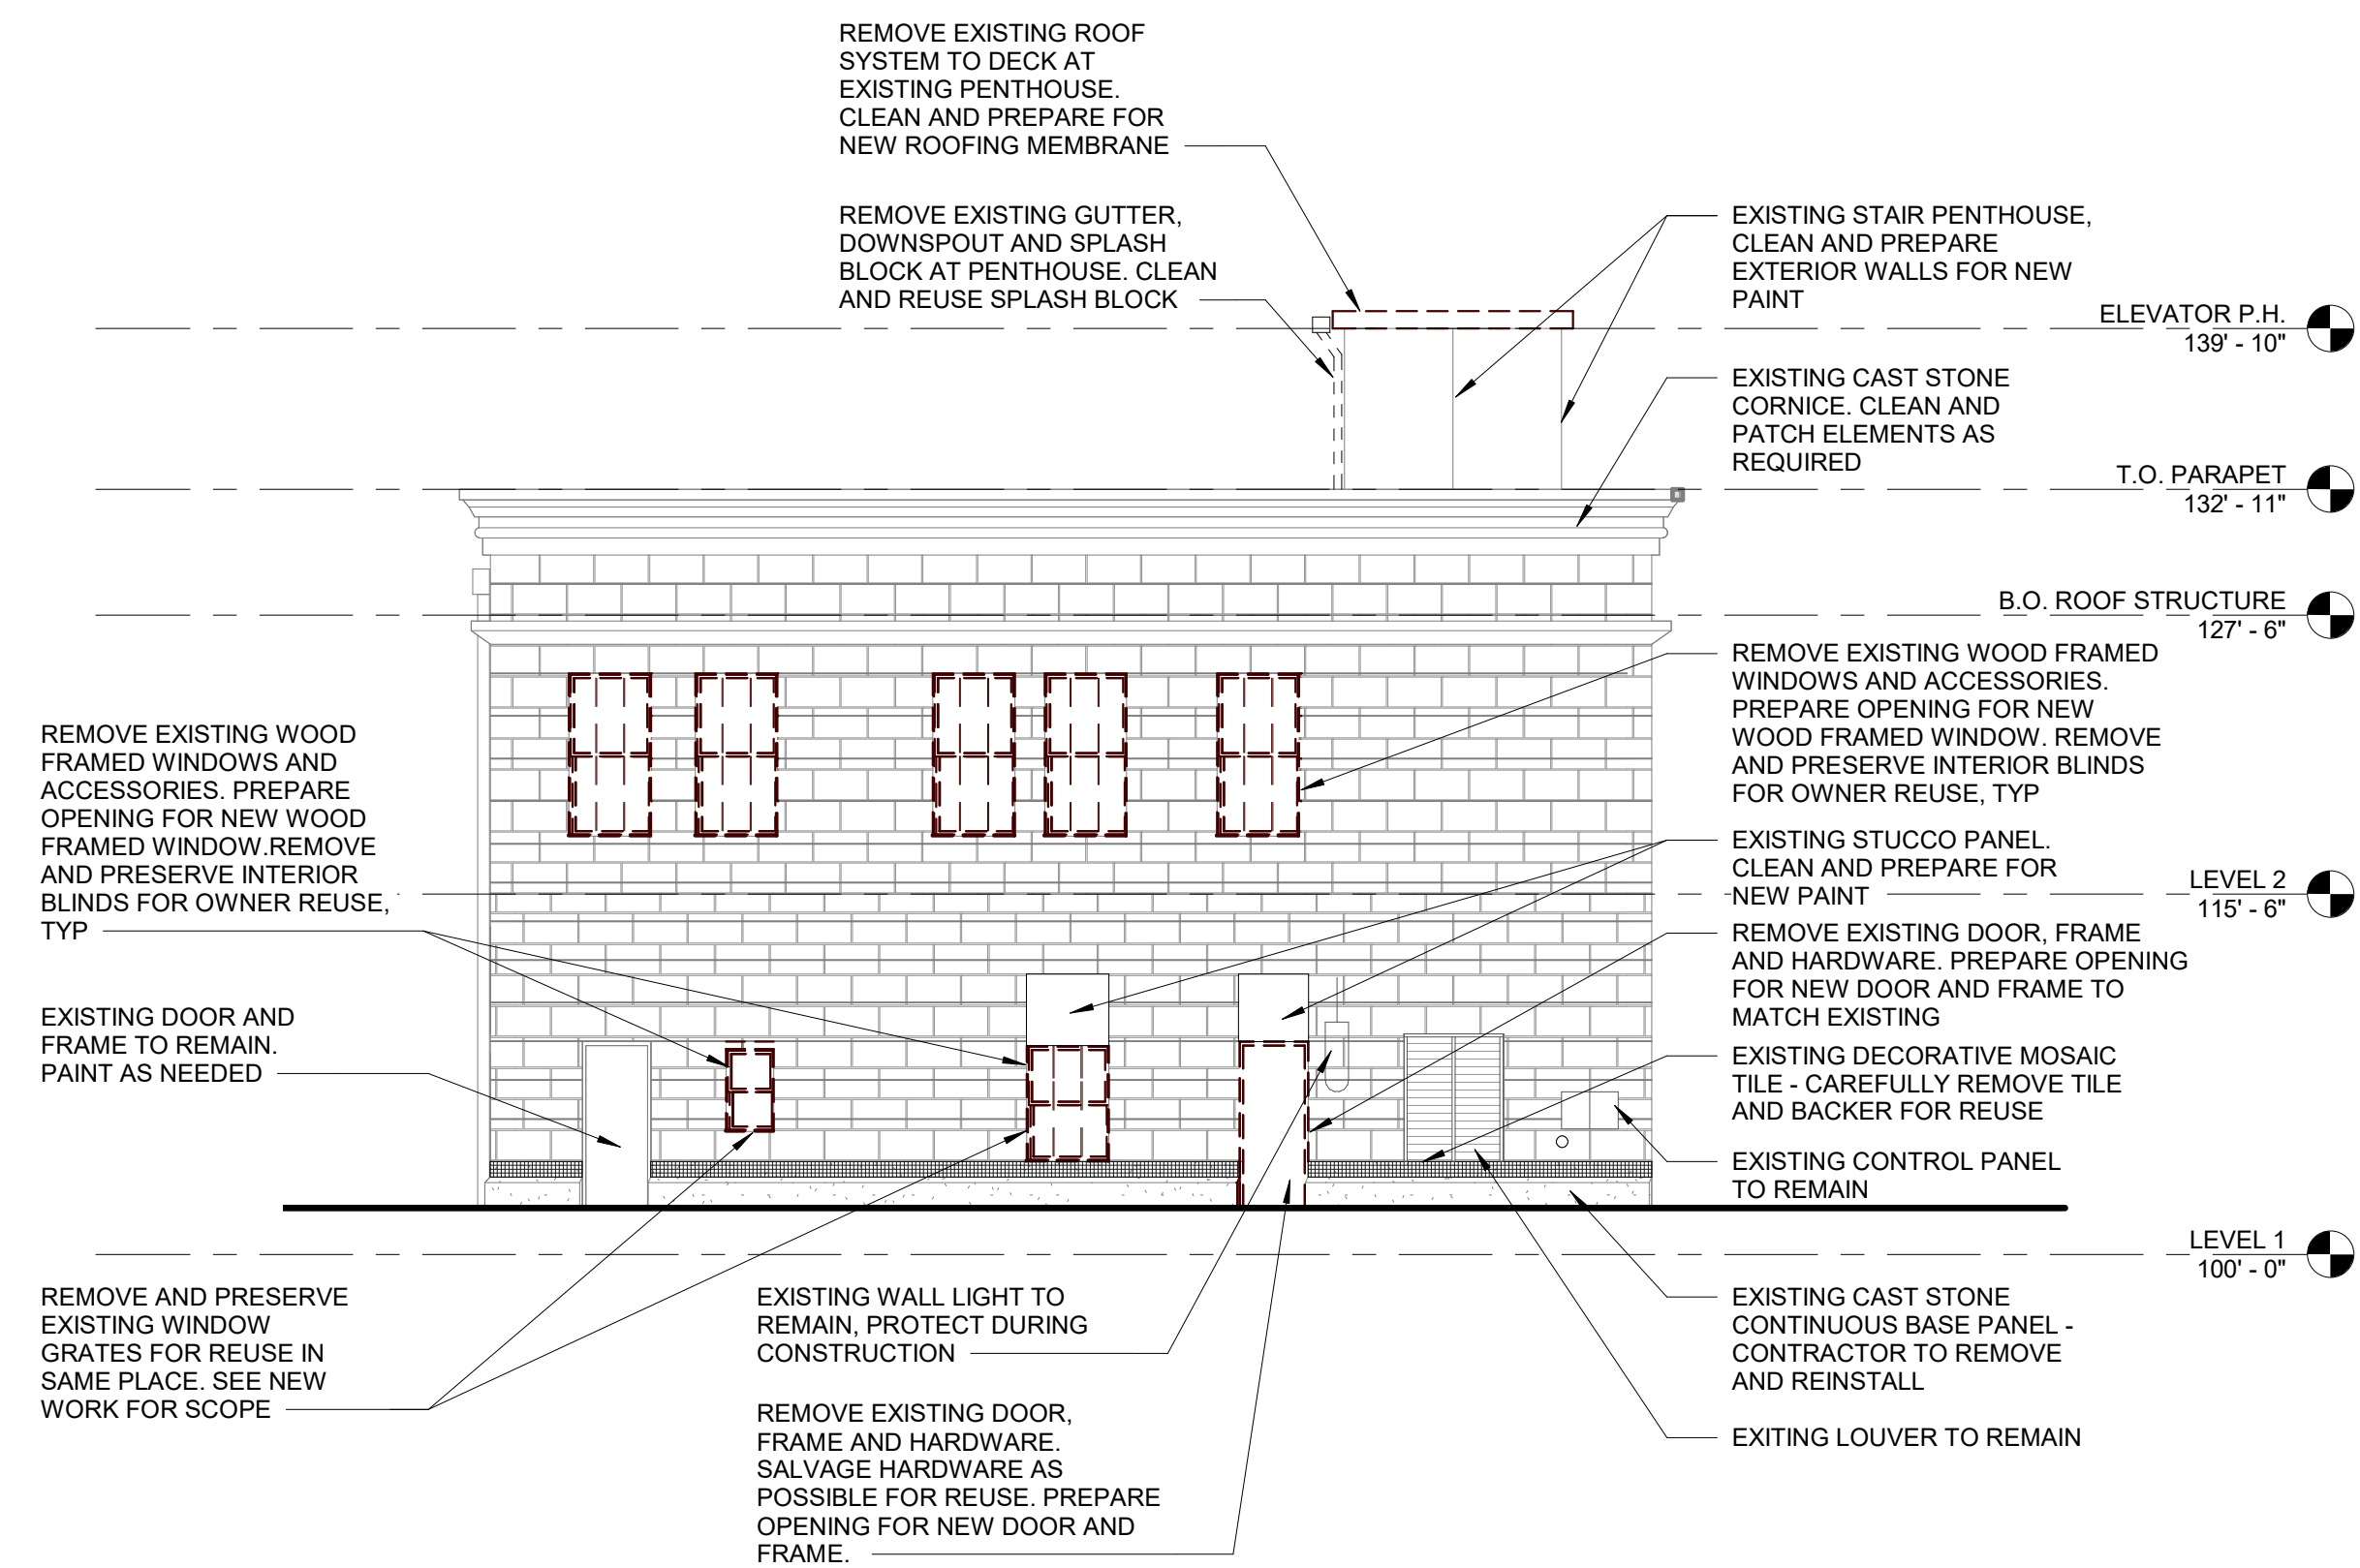 REMOVE EXISTING ROOF
SYSTEM TO DECK AT
EXISTING PENTHOUSE.
CLEAN AND PREPARE FOR
NEW ROOFING MEMBRANE
REMOVE EXISTING GUTTER,
DOWNSPOUT AND SPLASH
BLOCK AT PENTHOUSE. CLEAN
AND REUSE SPLASH BLOCK
EXISTING STAIR PENTHOUSE,
CLEAN AND PREPARE
EXTERIOR WALLS FOR NEW
PAINT
ELEVATOR P.H.
139' - 10"
EXISTING CAST STONE
CORNICE. CLEAN AND
PATCH ELEMENTS AS
REQUIRED
T.O. PARAPET
132' - 11"
B.O. ROOF STRUCTURE
127' - 6"
REMOVE EXISTING WOOD FRAMED
WINDOWS AND ACCESSORIES.
PREPARE OPENING FOR NEW
WOOD FRAMED WINDOW. REMOVE
AND PRESERVE INTERIOR BLINDS
FOR OWNER REUSE, TYP
REMOVE EXISTING WOOD
FRAMED WINDOWS AND
ACCESSORIES. PREPARE
OPENING FOR NEW WOOD
FRAMED WINDOW.REMOVE
AND PRESERVE INTERIOR
BLINDS FOR OWNER REUSE,
TYP
EXISTING STUCCO PANEL.
CLEAN AND PREPARE FOR
NEW PAINT
LEVEL 2
115' - 6"
REMOVE EXISTING DOOR, FRAME
AND HARDWARE. PREPARE OPENING
FOR NEW DOOR AND FRAME TO
MATCH EXISTING
EXISTING DOOR AND
FRAME TO REMAIN.
PAINT AS NEEDED
EXISTING DECORATIVE MOSAIC
TILE - CAREFULLY REMOVE TILE
AND BACKER FOR REUSE
EXISTING CONTROL PANEL
TO REMAIN
LEVEL 1
100' - 0"
REMOVE AND PRESERVE
EXISTING WINDOW
GRATES FOR REUSE IN
SAME PLACE. SEE NEW
WORK FOR SCOPE
EXISTING WALL LIGHT TO
REMAIN, PROTECT DURING
CONSTRUCTION
EXISTING CAST STONE
CONTINUOUS BASE PANEL -
CONTRACTOR TO REMOVE
AND REINSTALL
REMOVE EXISTING DOOR,
FRAME AND HARDWARE.
SALVAGE HARDWARE AS
POSSIBLE FOR REUSE. PREPARE
OPENING FOR NEW DOOR AND
FRAME.
EXITING LOUVER TO REMAIN